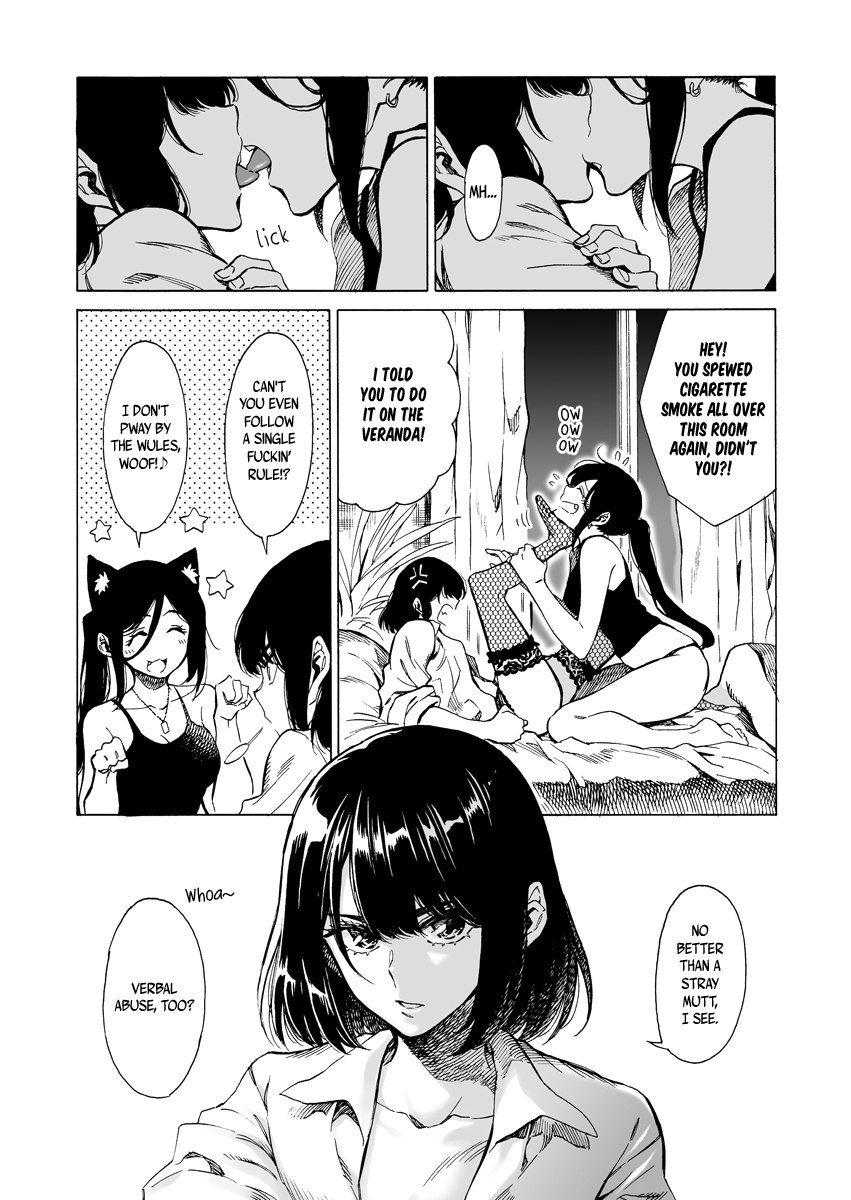 MH...
lick
HEY!
YOU SPEWED
CIGARETTE
SMOKE ALL OVER
THIS ROOM
AGAIN, DIDN'T
YOU?!
OW
OW
OW
I TOLD
YOU TO DO
IT ON THE
VERANDA!
CAN'T
YOU EVEN
FOLLOW
A SINGLE
FUCKIN'
RULE!?
I DON'T
PWAY BY
THE WULES,
WOOF!♪
NO
BETTER
THAN A
STRAY
MUTT,
I SEE.
Whoa~
VERBAL
ABUSE, TOO?